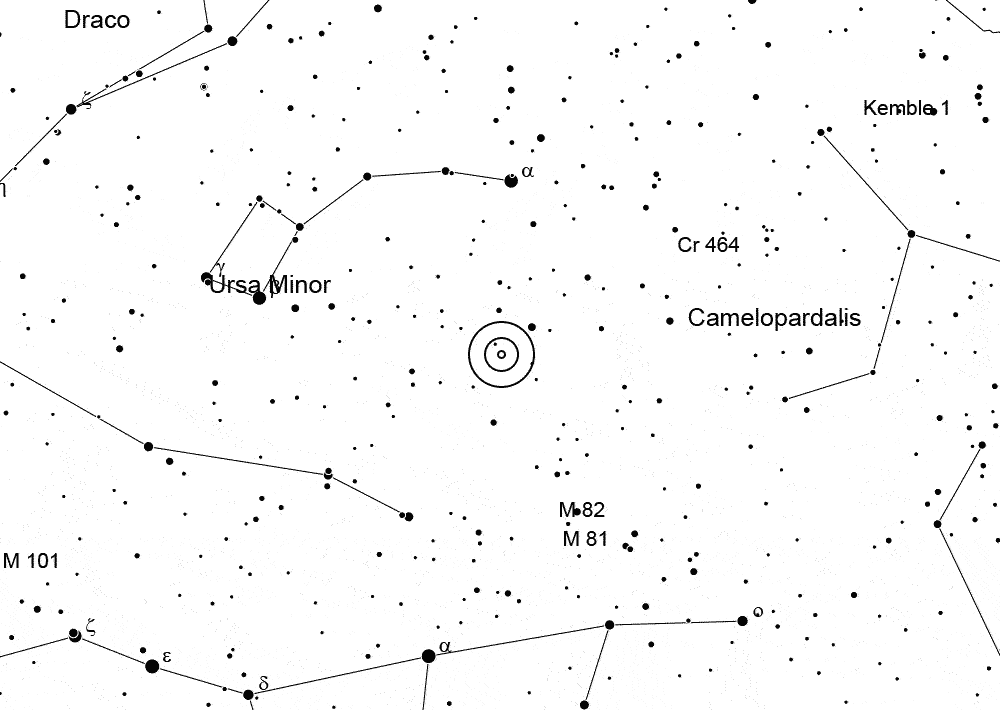 Draco
ζ
Kemble 1
α
η
Cr 464
γ
Ursa Minor
β
Camelopardalis
M 82
M 81
M 101
ο
ζ
α
ε
δ